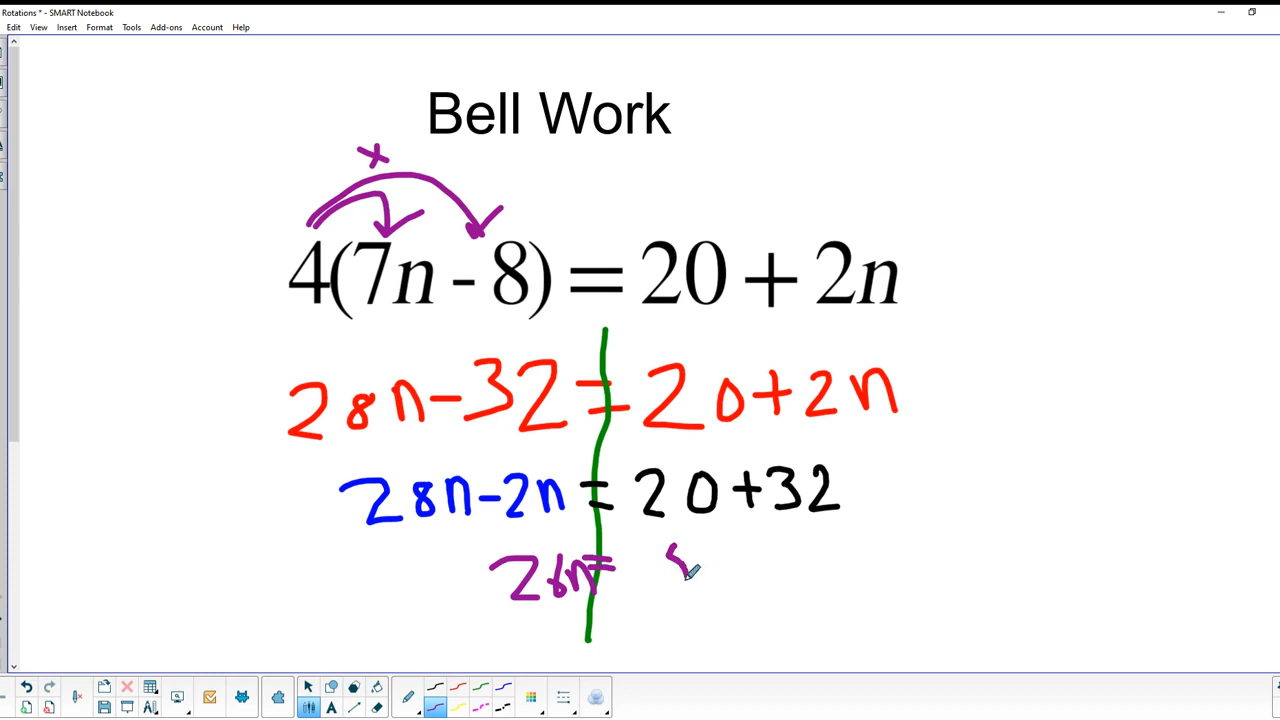 Rotations * - SMART Notebook
Edit View Insert Format Tools Add-ons Account Help
Bell Work
×
4(7n - 8) = 20 + 2n
28n - 32 = 20 + 2n
28n - 2n = 20 + 32
26n =